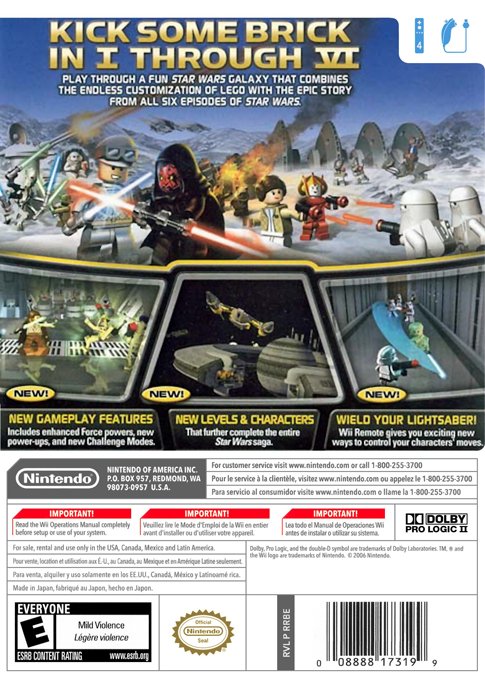 KICK SOME BRICK
IN I THROUGH VI
PLAY THROUGH A FUN STAR WARS GALAXY THAT COMBINES
THE ENDLESS CUSTOMIZATION OF LEGO WITH THE EPIC STORY
FROM ALL SIX EPISODES OF STAR WARS.
4
NEW!
NEW!
NEW!
NEW GAMEPLAY FEATURES
Includes enhanced Force powers, new
power-ups, and new Challenge Modes.
NEW LEVELS & CHARACTERS
That further complete the entire
Star Wars saga.
WIELD YOUR LIGHTSABER!
Wii Remote gives you exciting new
ways to control your characters' moves.
Nintendo
NINTENDO OF AMERICA INC.
P.O. BOX 957, REDMOND, WA
98073-0957 U.S.A.
For customer service visit www.nintendo.com or call 1-800-255-3700
Pour le service à la clientèle, visitez www.nintendo.com ou appelez le 1-800-255-3700
Para servicio al consumidor visite www.nintendo.com o llame la 1-800-255-3700
IMPORTANT!
Read the Wii Operations Manual completely
before setup or use of your system.
IMPORTANT!
Veuillez lire le Mode d'Emploi de la Wii en entier
avant d'installer ou d'utiliser votre appareil.
IMPORTANT!
Lea todo el Manual de Operaciones Wii
antes de instalar o utilizar su sistema.
DOLBY
PRO LOGIC II
For sale, rental and use only in the USA, Canada, Mexico and Latin America.
Pour vente, location et utilisation aux É.-U., au Canada, au Mexique et en Amérique Latine seulement.
Para venta, alquiler y uso solamente en los EE.UU., Canadá, México y Latinoamérica.
Made in Japan, fabriqué au Japon, hecho en Japon.
Dolby, Pro Logic, and the double-D symbol are trademarks of Dolby Laboratories. TM, ® and
the Wii logo are trademarks of Nintendo. © 2006 Nintendo.
EVERYONE
E
Mild Violence
Légère violence
ESRB CONTENT RATING www.esrb.org
Official
Nintendo
Seal
RVL P RRBE
0 08888 17319 9